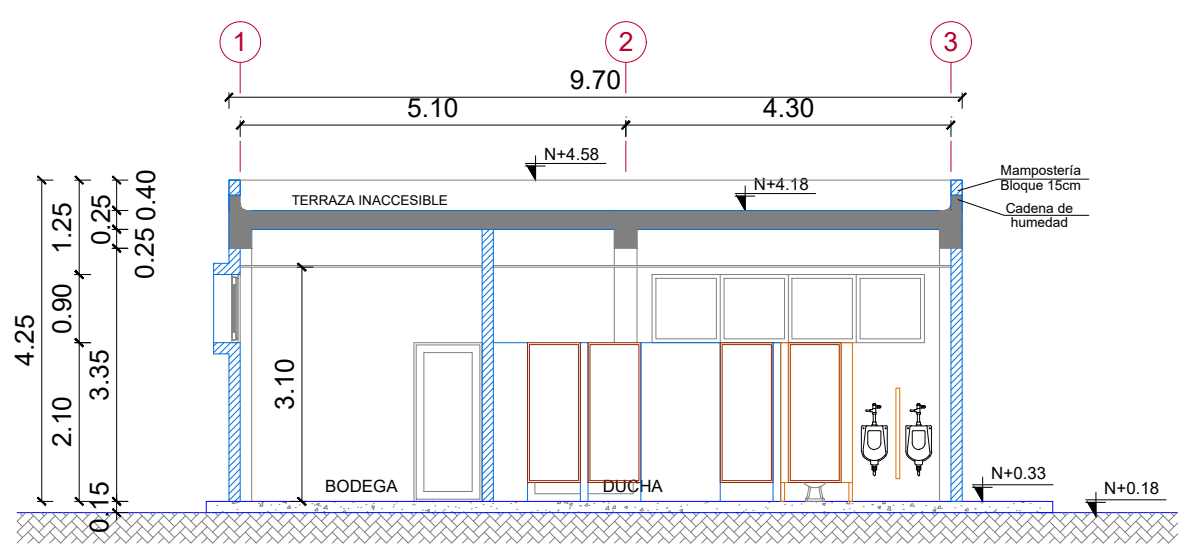 1
2
3
9.70
5.10
4.30
N+4.58
N+4.18
TERRAZA INACCESIBLE
Mampostería
Bloque 15cm
Cadena de
humedad
4.25
1.25
0.90
2.10
0.40
0.25
0.25
3.35
0.15
3.10
BODEGA
DUCHA
N+0.33
N+0.18